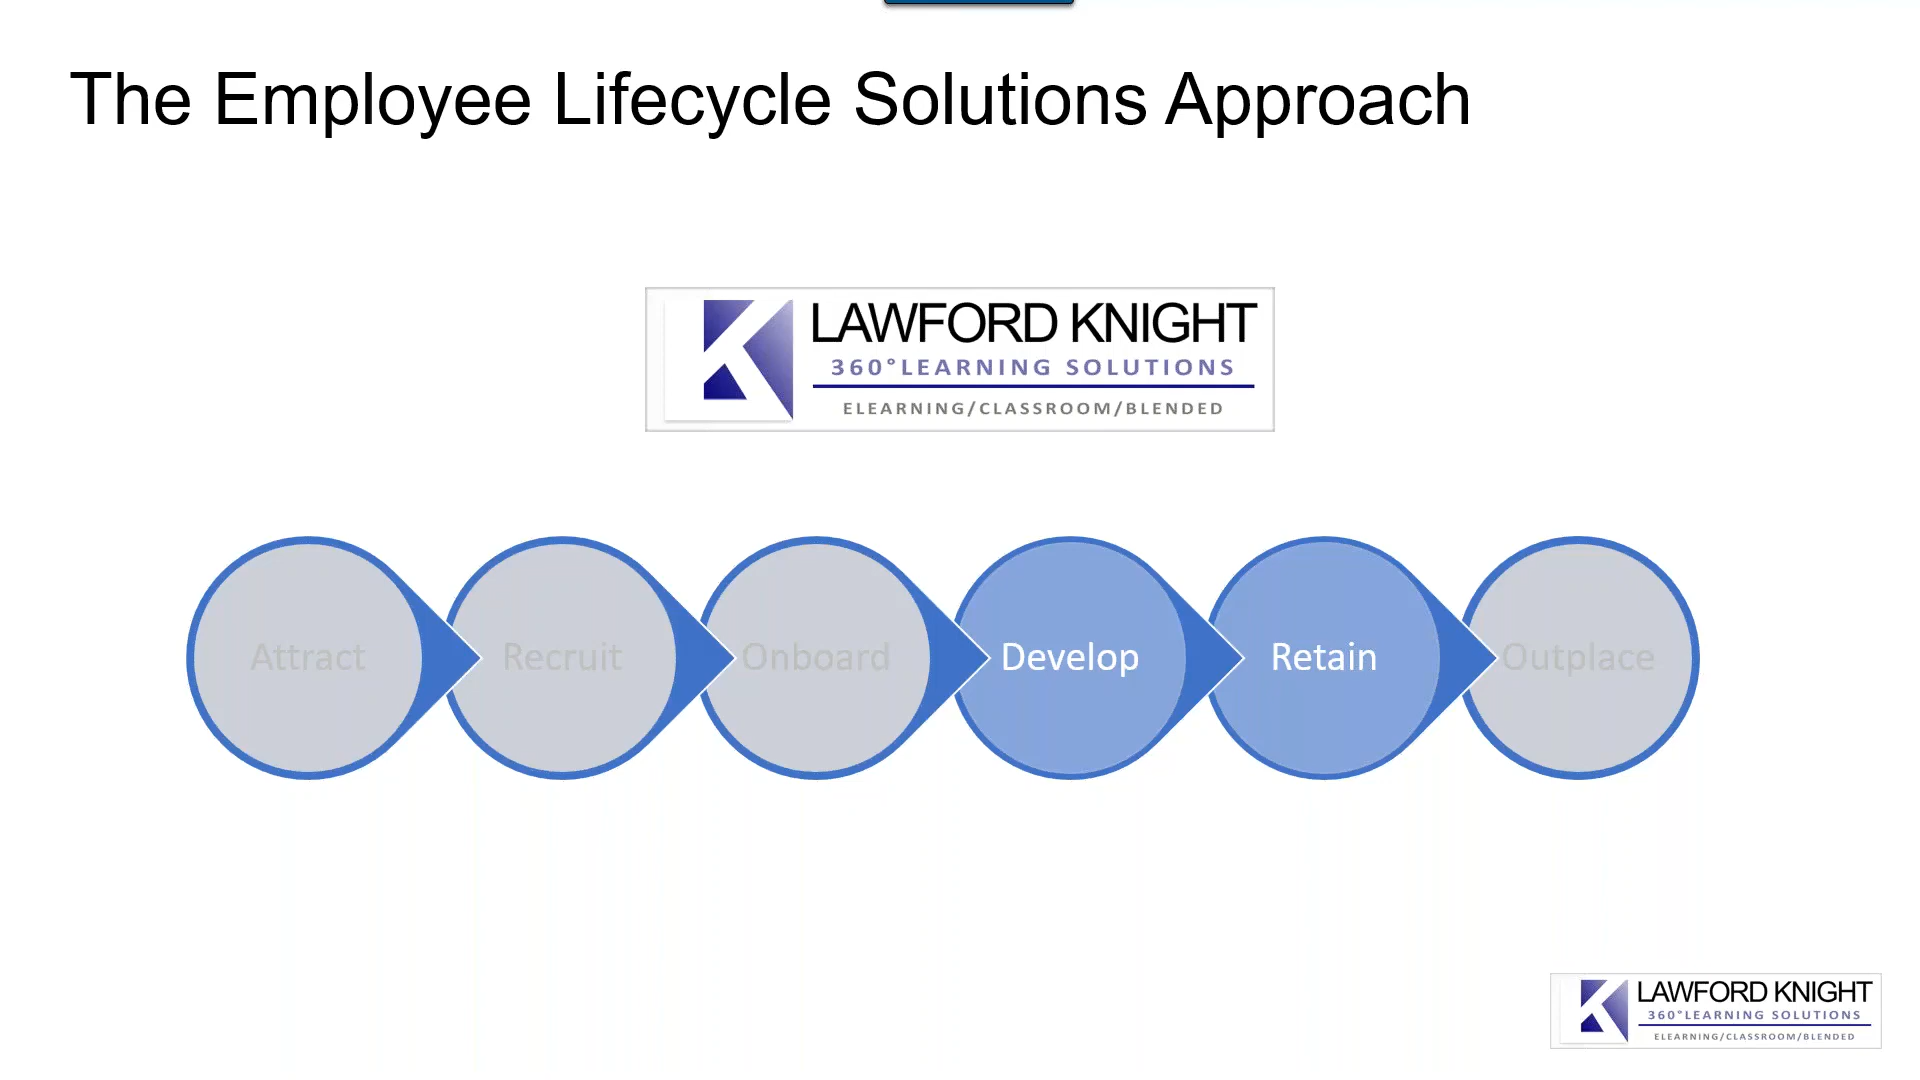 The Employee Lifecycle Solutions Approach
LAWFORD KNIGHT
360°LEARNING SOLUTIONS
ELEARNING/CLASSROOM/BLENDED
Attract
Recruit
Onboard
Develop
Retain
Outplace
LAWFORD KNIGHT
360°LEARNING SOLUTIONS
ELEARNING/CLASSROOM/BLENDED